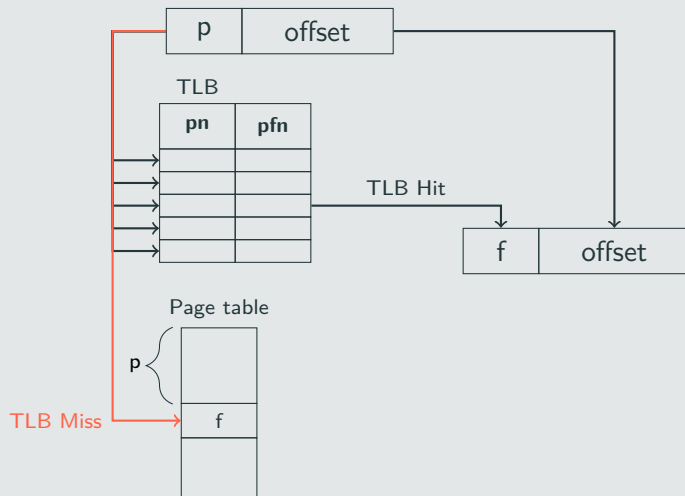 p offset
TLB
pn pfn
TLB Hit
f offset
Page table
p
TLB Miss f